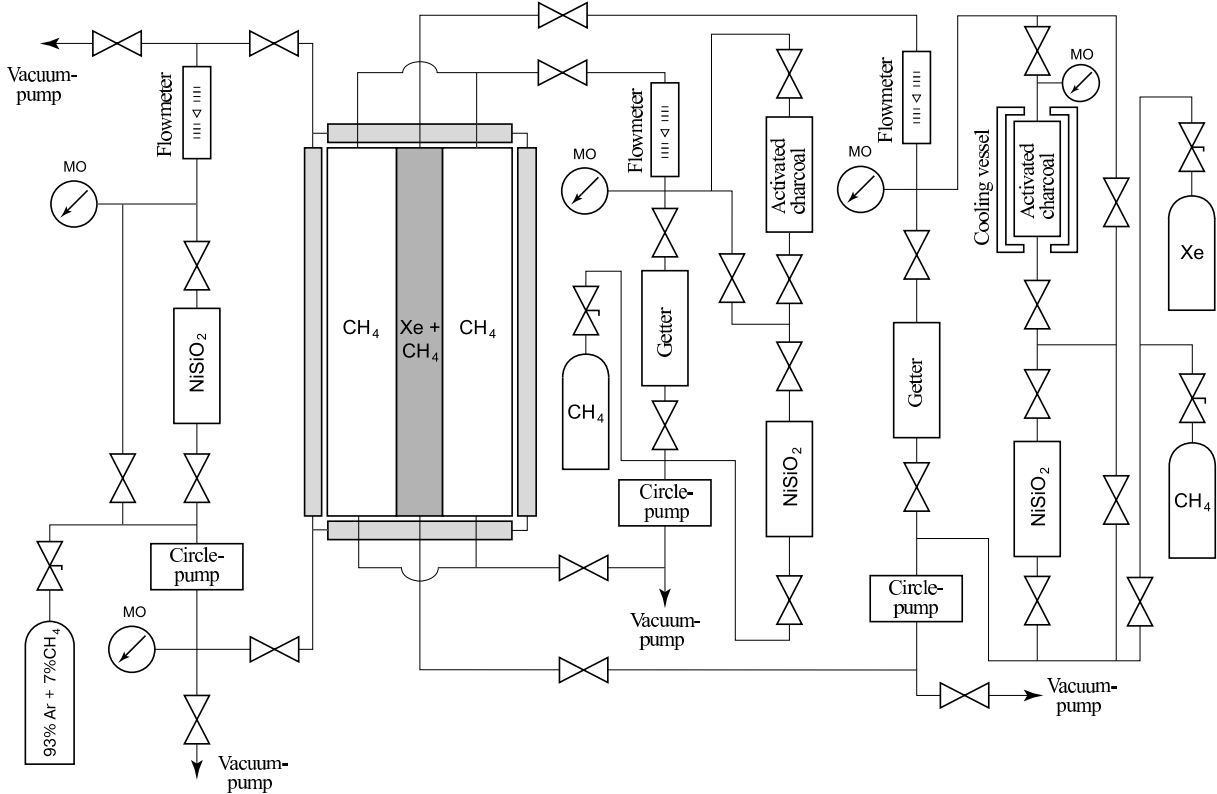 Vacuum-
pump
Flowmeter
MO
NiSiO2
Circle-
pump
MO
93% Ar + 7%CH4
Vacuum-
pump
CH4
Xe +
CH4
CH4
Flowmeter
MO
Getter
CH4
Circle-
pump
Vacuum-
pump
Activated
charcoal
NiSiO2
Flowmeter
MO
Getter
Circle-
pump
Vacuum-
pump
MO
Cooling vessel
Activated
charcoal
NiSiO2
Xe
CH4